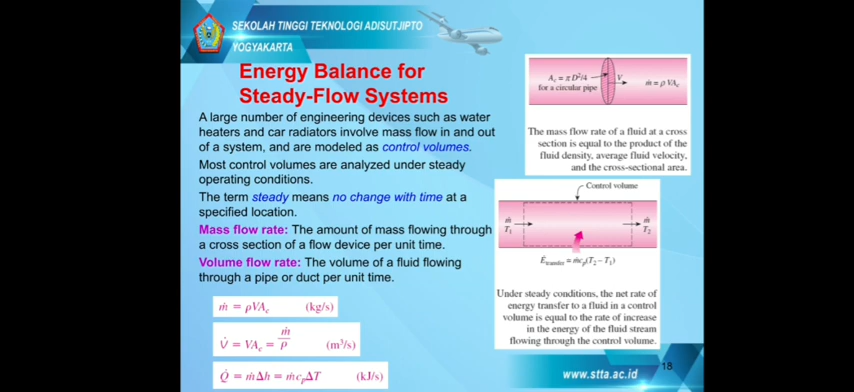 SEKOLAH TINGGI TEKNOLOGI ADISUTJIPTO
YOGYAKARTA
Energy Balance for
Steady-Flow Systems
A large number of engineering devices such as water
heaters and car radiators involve mass flow in and out
of a system, and are modeled as control volumes.
Most control volumes are analyzed under steady
operating conditions.
The term steady means no change with time at a
specified location.
Mass flow rate: The amount of mass flowing through
a cross section of a flow device per unit time.
Volume flow rate: The volume of a fluid flowing
through a pipe or duct per unit time.
ṁ = ρVA_c (kg/s)
V̇ = VA_c = ṁ/ρ (m³/s)
Q̇ = ṁΔh = ṁc_pΔT (kJ/s)
A_c = πD²/4
for a circular pipe
V
ṁ = ρVA_c
The mass flow rate of a fluid at a cross
section is equal to the product of the
fluid density, average fluid velocity,
and the cross-sectional area.
Control volume
ṁ
T₁
ṁ
T₂
Ė_transfer = ṁc_p(T₂ − T₁)
Under steady conditions, the net rate of
energy transfer to a fluid in a control
volume is equal to the rate of increase
in the energy of the fluid stream
flowing through the control volume.
18
www.stta.ac.id